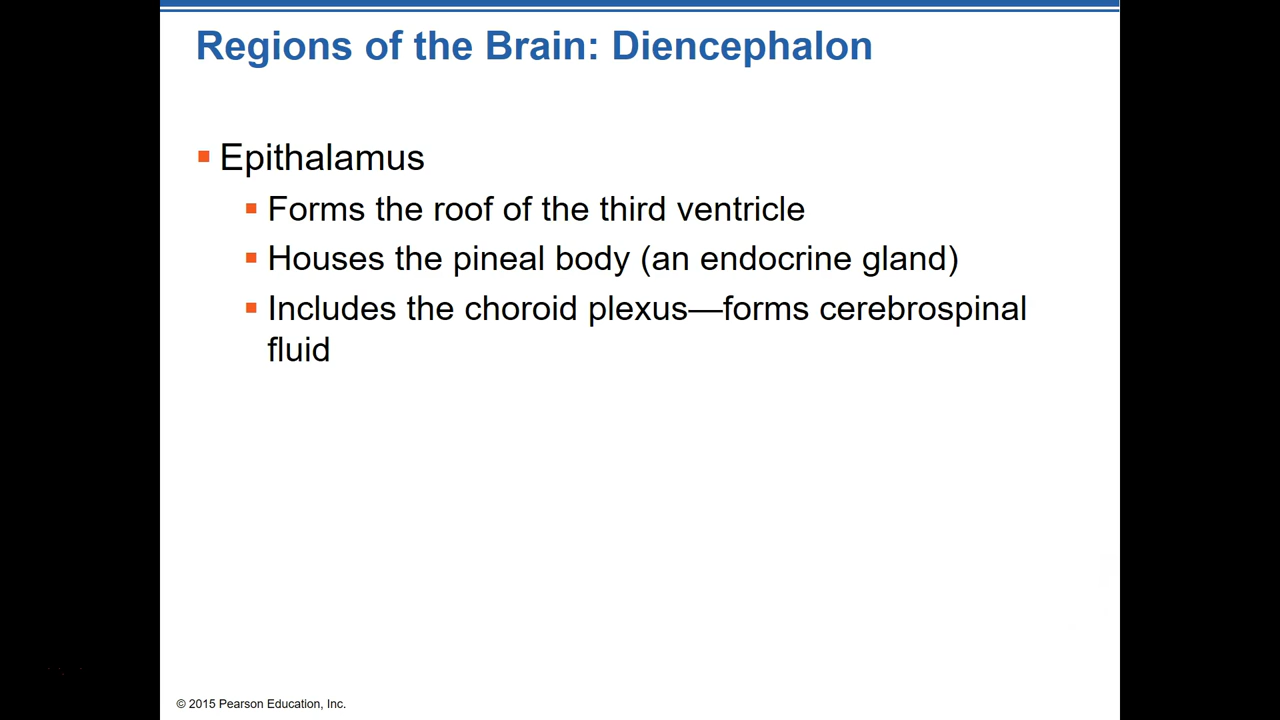 Regions of the Brain: Diencephalon
Epithalamus
Forms the roof of the third ventricle
Houses the pineal body (an endocrine gland)
Includes the choroid plexus—forms cerebrospinal
fluid
© 2015 Pearson Education, Inc.